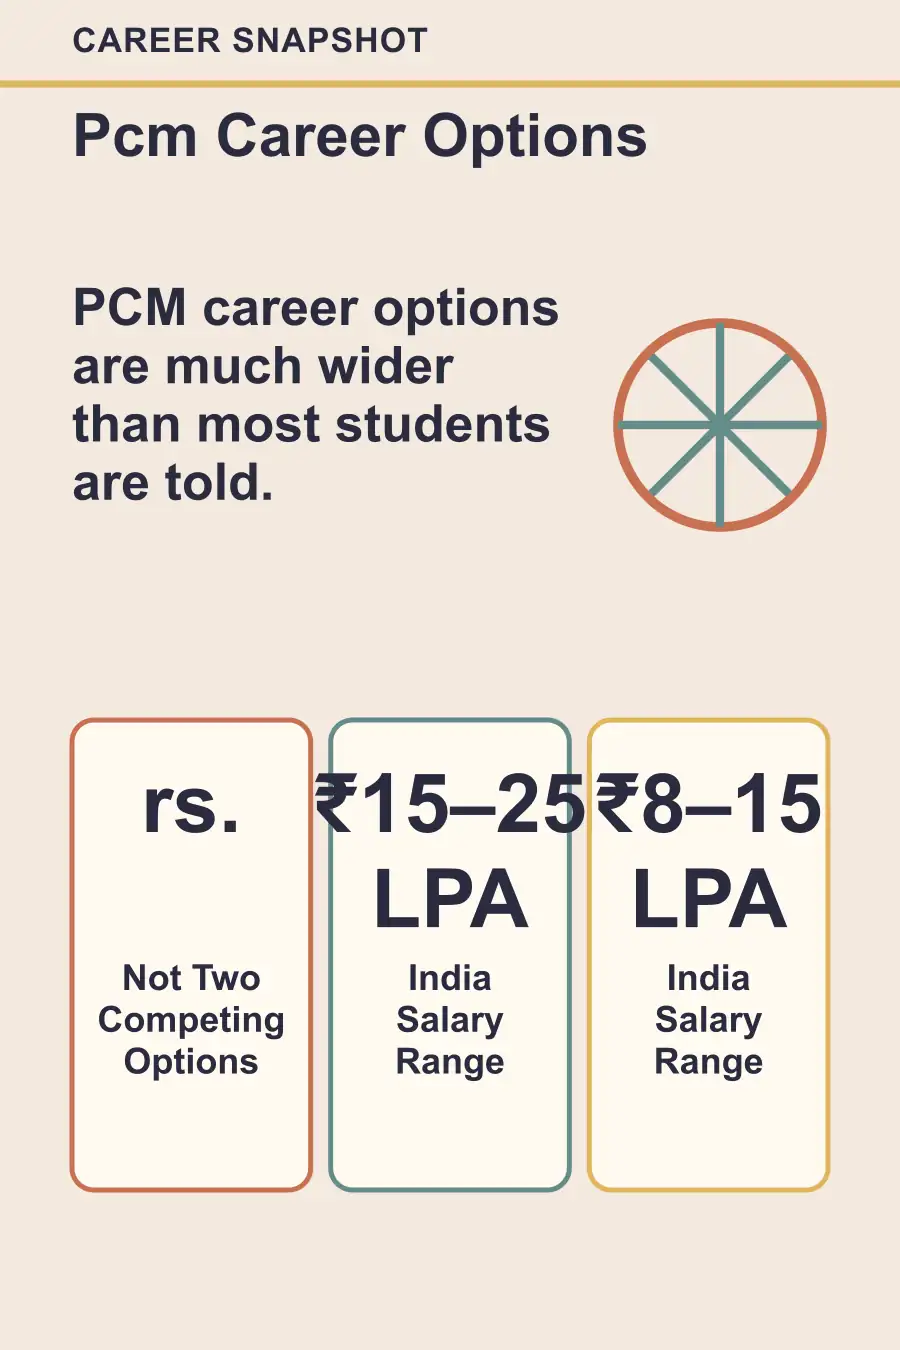 CAREER SNAPSHOT
Pcm Career Options
PCM career options
are much wider
than most students
are told.
rs.
Not Two
Competing
Options
₹15–25
LPA
India
Salary
Range
₹8–15
LPA
India
Salary
Range